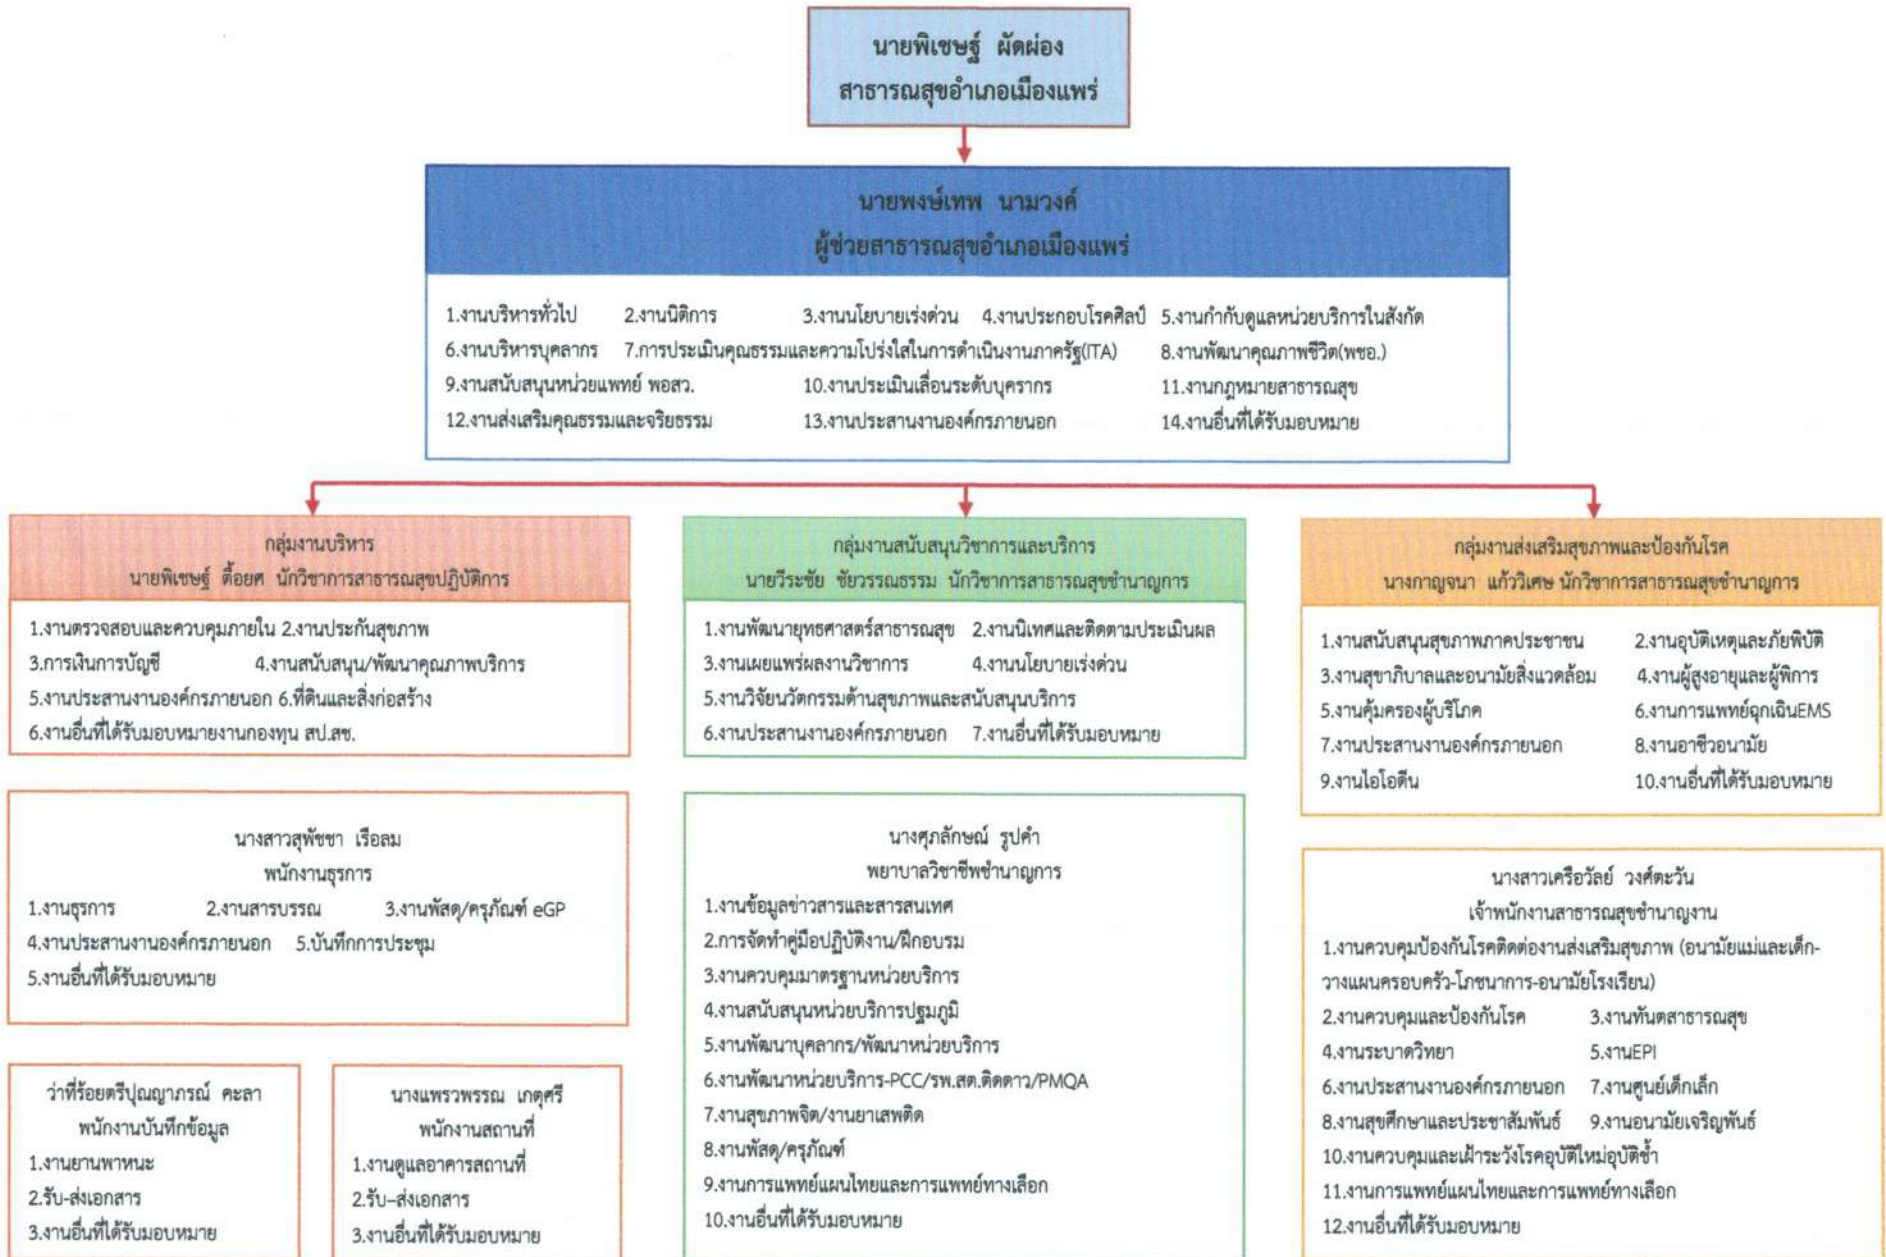 นายพิเชษฐ์ ผัดผ่อง
สาธารณสุขอำเภอเมืองแพร่
นายพงษ์เทพ นามวงค์
ผู้ช่วยสาธารณสุขอำเภอเมืองแพร่
1.งานบริหารทั่วไป 2.งานนิติการ 3.งานนโยบายเร่งด่วน 4.งานประกอบโรคศิลป์ 5.งานกำกับดูแลหน่วยบริการในสังกัด
6.งานบริหารบุคลากร 7.การประเมินคุณธรรมและความโปร่งใสในการดำเนินงานภาครัฐ(ITA) 8.งานพัฒนาคุณภาพชีวิต(พชอ.)
9.งานสนับสนุนหน่วยแพทย์ พอสว. 10.งานประเมินเลื่อนระดับบุครากร 11.งานกฎหมายสาธารณสุข
12.งานส่งเสริมคุณธรรมและจริยธรรม 13.งานประสานงานองค์กรภายนอก 14.งานอื่นที่ได้รับมอบหมาย
กลุ่มงานบริหาร
นายพิเชษฐ์ ตื้อยศ นักวิชาการสาธารณสุขปฏิบัติการ
1.งานตรวจสอบและควบคุมภายใน 2.งานประกันสุขภาพ
3.การเงินการบัญชี 4.งานสนับสนุน/พัฒนาคุณภาพบริการ
5.งานประสานงานองค์กรภายนอก 6.ที่ดินและสิ่งก่อสร้าง
6.งานอื่นที่ได้รับมอบหมายงานกองทุน สป.สช.
นางสาวสุพัชชา เรือลม
พนักงานธุรการ
1.งานธุรการ 2.งานสารบรรณ 3.งานพัสดุ/ครุภัณฑ์ eGP
4.งานประสานงานองค์กรภายนอก 5.บันทึกการประชุม
5.งานอื่นที่ได้รับมอบหมาย
ว่าที่ร้อยตรีปุณญาภรณ์ คะลา
พนักงานบันทึกข้อมูล
1.งานยานพาหนะ
2.รับ-ส่งเอกสาร
3.งานอื่นที่ได้รับมอบหมาย
นางแพรวพรรณ เกตุศรี
พนักงานสถานที่
1.งานดูแลอาคารสถานที่
2.รับ–ส่งเอกสาร
3.งานอื่นที่ได้รับมอบหมาย
กลุ่มงานสนับสนุนวิชาการและบริการ
นายวีระชัย ชัยวรรณธรรม นักวิชาการสาธารณสุขชำนาญการ
1.งานพัฒนายุทธศาสตร์สาธารณสุข 2.งานนิเทศและติดตามประเมินผล
3.งานเผยแพร่ผลงานวิชาการ 4.งานนโยบายเร่งด่วน
5.งานวิจัยนวัตกรรมด้านสุขภาพและสนับสนุนบริการ
6.งานประสานงานองค์กรภายนอก 7.งานอื่นที่ได้รับมอบหมาย
นางศุภลักษณ์ รูปคำ
พยาบาลวิชาชีพชำนาญการ
1.งานข้อมูลข่าวสารและสารสนเทศ
2.การจัดทำคู่มือปฏิบัติงาน/ฝึกอบรม
3.งานควบคุมมาตรฐานหน่วยบริการ
4.งานสนับสนุนหน่วยบริการปฐมภูมิ
5.งานพัฒนาบุคลากร/พัฒนาหน่วยบริการ
6.งานพัฒนาหน่วยบริการ-PCC/รพ.สต.ติดดาว/PMQA
7.งานสุขภาพจิต/งานยาเสพติด
8.งานพัสดุ/ครุภัณฑ์
9.งานการแพทย์แผนไทยและการแพทย์ทางเลือก
10.งานอื่นที่ได้รับมอบหมาย
กลุ่มงานส่งเสริมสุขภาพและป้องกันโรค
นางกาญจนา แก้ววิเศษ นักวิชาการสาธารณสุขชำนาญการ
1.งานสนับสนุนสุขภาพภาคประชาชน 2.งานอุบัติเหตุและภัยพิบัติ
3.งานสุขาภิบาลและอนามัยสิ่งแวดล้อม 4.งานผู้สูงอายุและผู้พิการ
5.งานคุ้มครองผู้บริโภค 6.งานการแพทย์ฉุกเฉินEMS
7.งานประสานงานองค์กรภายนอก 8.งานอาชีวอนามัย
9.งานไอโอดีน 10.งานอื่นที่ได้รับมอบหมาย
นางสาวเครือวัลย์ วงศ์ตะวัน
เจ้าพนักงานสาธารณสุขชำนาญงาน
1.งานควบคุมป้องกันโรคติดต่องานส่งเสริมสุขภาพ (อนามัยแม่และเด็ก-
วางแผนครอบครัว-โภชนาการ-อนามัยโรงเรียน)
2.งานควบคุมและป้องกันโรค 3.งานทันตสาธารณสุข
4.งานระบาดวิทยา 5.งานEPI
6.งานประสานงานองค์กรภายนอก 7.งานศูนย์เด็กเล็ก
8.งานสุขศึกษาและประชาสัมพันธ์ 9.งานอนามัยเจริญพันธ์
10.งานควบคุมและเฝ้าระวังโรคอุบัติใหม่อุบัติซ้ำ
11.งานการแพทย์แผนไทยและการแพทย์ทางเลือก
12.งานอื่นที่ได้รับมอบหมาย